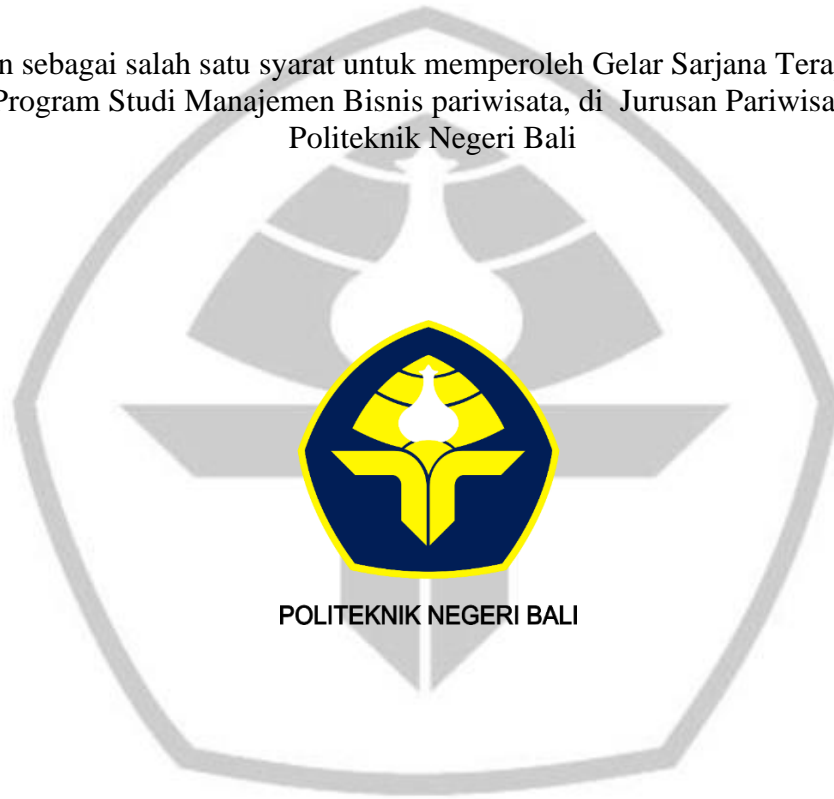 n sebagai salah satu syarat untuk memperoleh Gelar Sarjana Tera
Program Studi Manajemen Bisnis pariwisata, di Jurusan Pariwisa
Politeknik Negeri Bali
POLITEKNIK NEGERI BALI